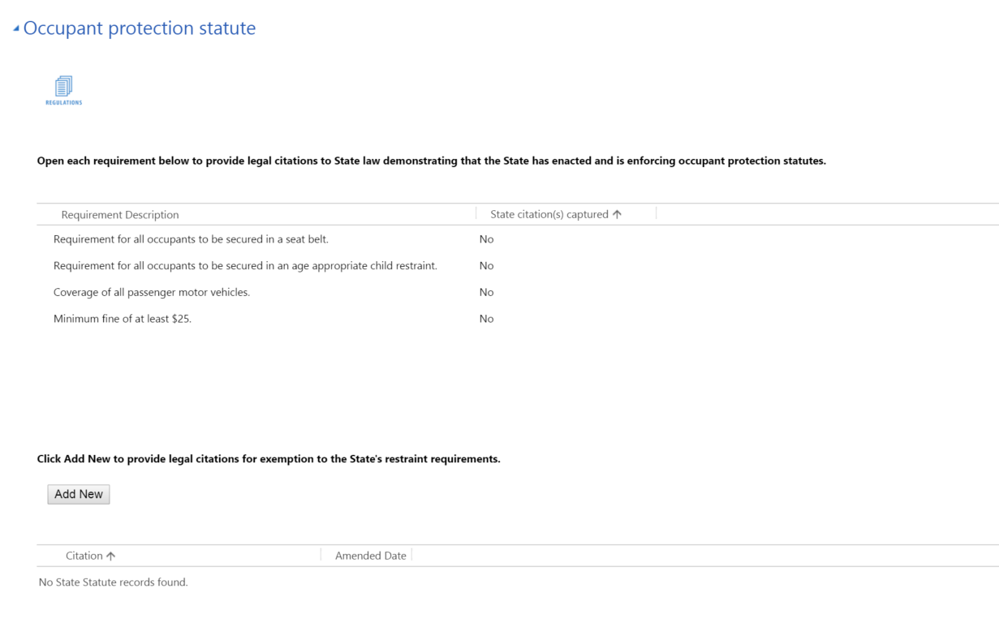 Occupant protection statute
REGULATIONS
Open each requirement below to provide legal citations to State law demonstrating that the State has enacted and is enforcing occupant protection statutes.
Requirement Description State citation(s) captured ↑
Requirement for all occupants to be secured in a seat belt. No
Requirement for all occupants to be secured in an age appropriate child restraint. No
Coverage of all passenger motor vehicles. No
Minimum fine of at least $25. No
Click Add New to provide legal citations for exemption to the State's restraint requirements.
Add New
Citation ↑ Amended Date
No State Statute records found.